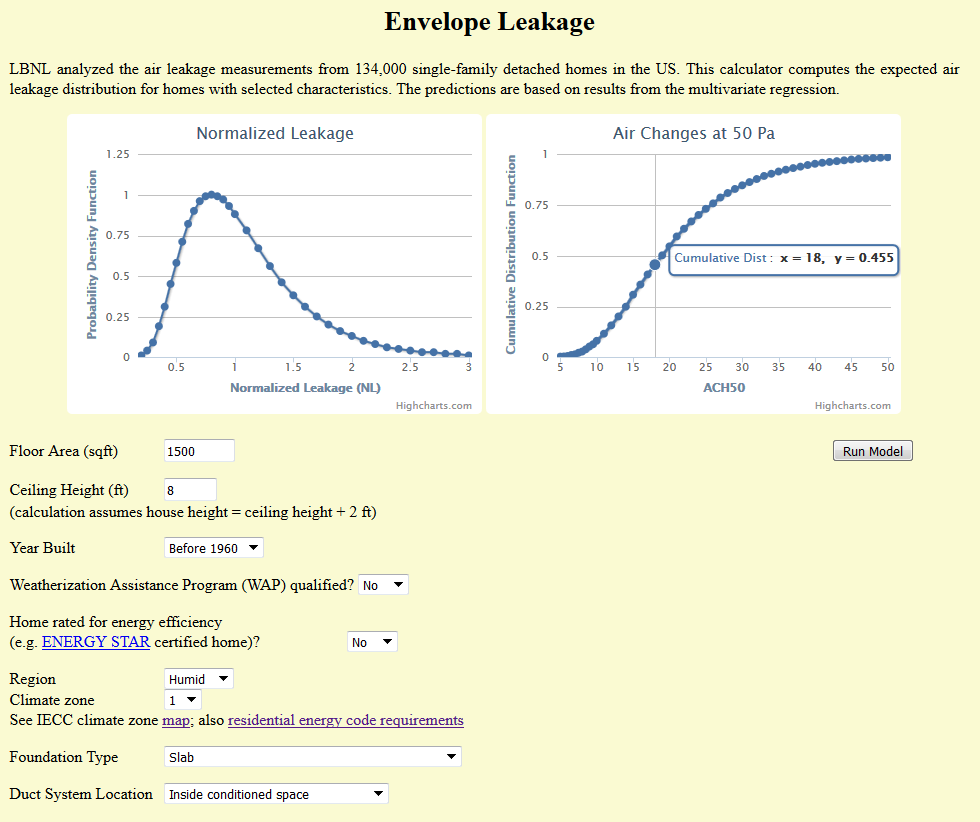 Envelope Leakage
LBNL analyzed the air leakage measurements from 134,000 single-family detached homes in the US. This calculator computes the expected air
leakage distribution for homes with selected characteristics. The predictions are based on results from the multivariate regression.
Normalized Leakage
Probability Density Function
1.25
1
0.75
0.5
0.25
0
0.5 1 1.5 2 2.5 3
Normalized Leakage (NL)
Highcharts.com
Air Changes at 50 Pa
Cumulative Distribution Function
1
0.75
0.5
0.25
0
Cumulative Dist : x = 18, y = 0.455
5 10 15 20 25 30 35 40 45 50
ACH50
Highcharts.com
Floor Area (sqft) 1500
Run Model
Ceiling Height (ft) 8
(calculation assumes house height = ceiling height + 2 ft)
Year Built Before 1960
Weatherization Assistance Program (WAP) qualified? No
Home rated for energy efficiency
(e.g. ENERGY STAR certified home)? No
Region Humid
Climate zone 1
See IECC climate zone map; also residential energy code requirements
Foundation Type Slab
Duct System Location Inside conditioned space